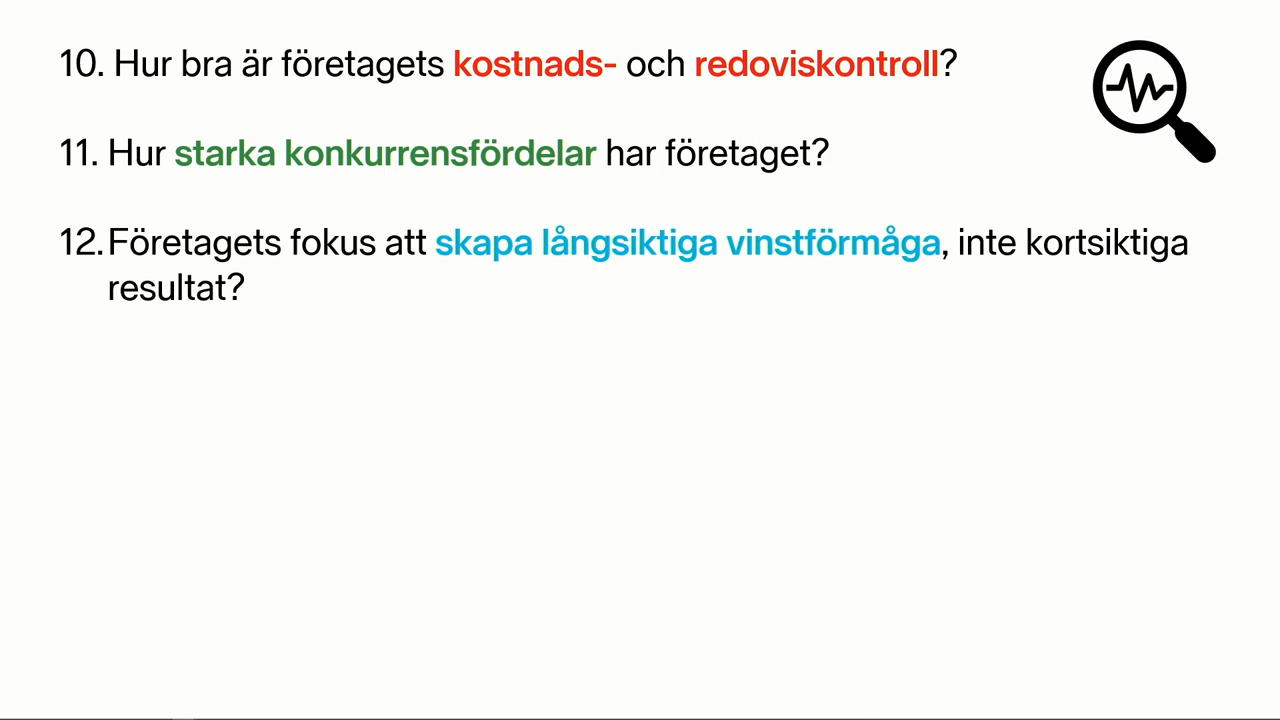 10. Hur bra är företagets kostnads- och redoviskontroll?
11. Hur starka konkurrensfördelar har företaget?
12. Företagets fokus att skapa långsiktiga vinstförmåga, inte kortsiktiga
resultat?